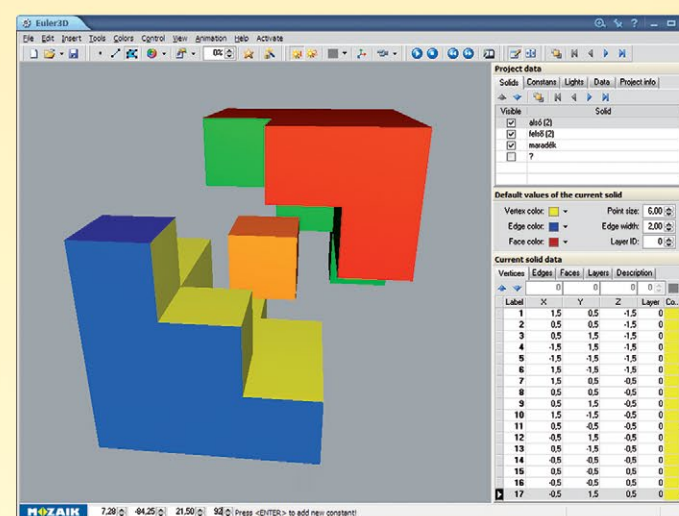 Euler3D
File Edit Insert Tools Colors Control View Animation Help Activate
0%
Project data
Solids Constans Lights Data Project info
Visible Solid
alsó (2)
felső (2)
maradék
?
Default values of the current solid
Vertex color: Point size: 6,00
Edge color: Edge width: 2,00
Face color: Layer ID: 0
Current solid data
Vertices Edges Faces Layers Description
0 0 0 0
Label X Y Z Layer Co...
1 1,5 0,5 -1,5 0
2 0,5 0,5 -1,5 0
3 0,5 1,5 -1,5 0
4 -1,5 1,5 -1,5 0
5 -1,5 -1,5 -1,5 0
6 1,5 -1,5 -1,5 0
7 1,5 0,5 -0,5 0
8 0,5 0,5 -0,5 0
9 0,5 1,5 -0,5 0
10 1,5 -1,5 -0,5 0
11 0,5 -0,5 -0,5 0
12 -0,5 1,5 -0,5 0
13 0,5 -1,5 -0,5 0
14 -0,5 -0,5 -0,5 0
15 0,5 -0,5 0,5 0
16 -0,5 -0,5 0,5 0
17 -0,5 1,5 0,5 0
MOZAIK 7,28 -84,25 21,50 92 Press <ENTER> to add new constant!